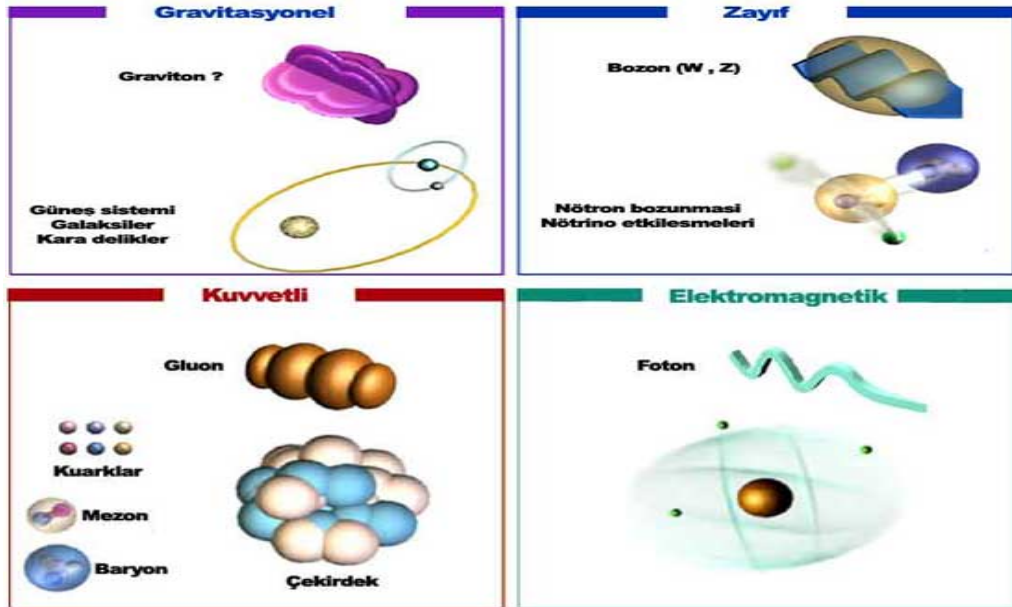 Gravitasyonel
Graviton ?
Güneş sistemi
Galaksiler
Kara delikler
Zayıf
Bozon (W , Z)
Nötron bozunmasi
Nötrino etkilesmeleri
Kuvvetli
Gluon
Kuarklar
Mezon
Baryon
Çekirdek
Elektromagnetik
Foton